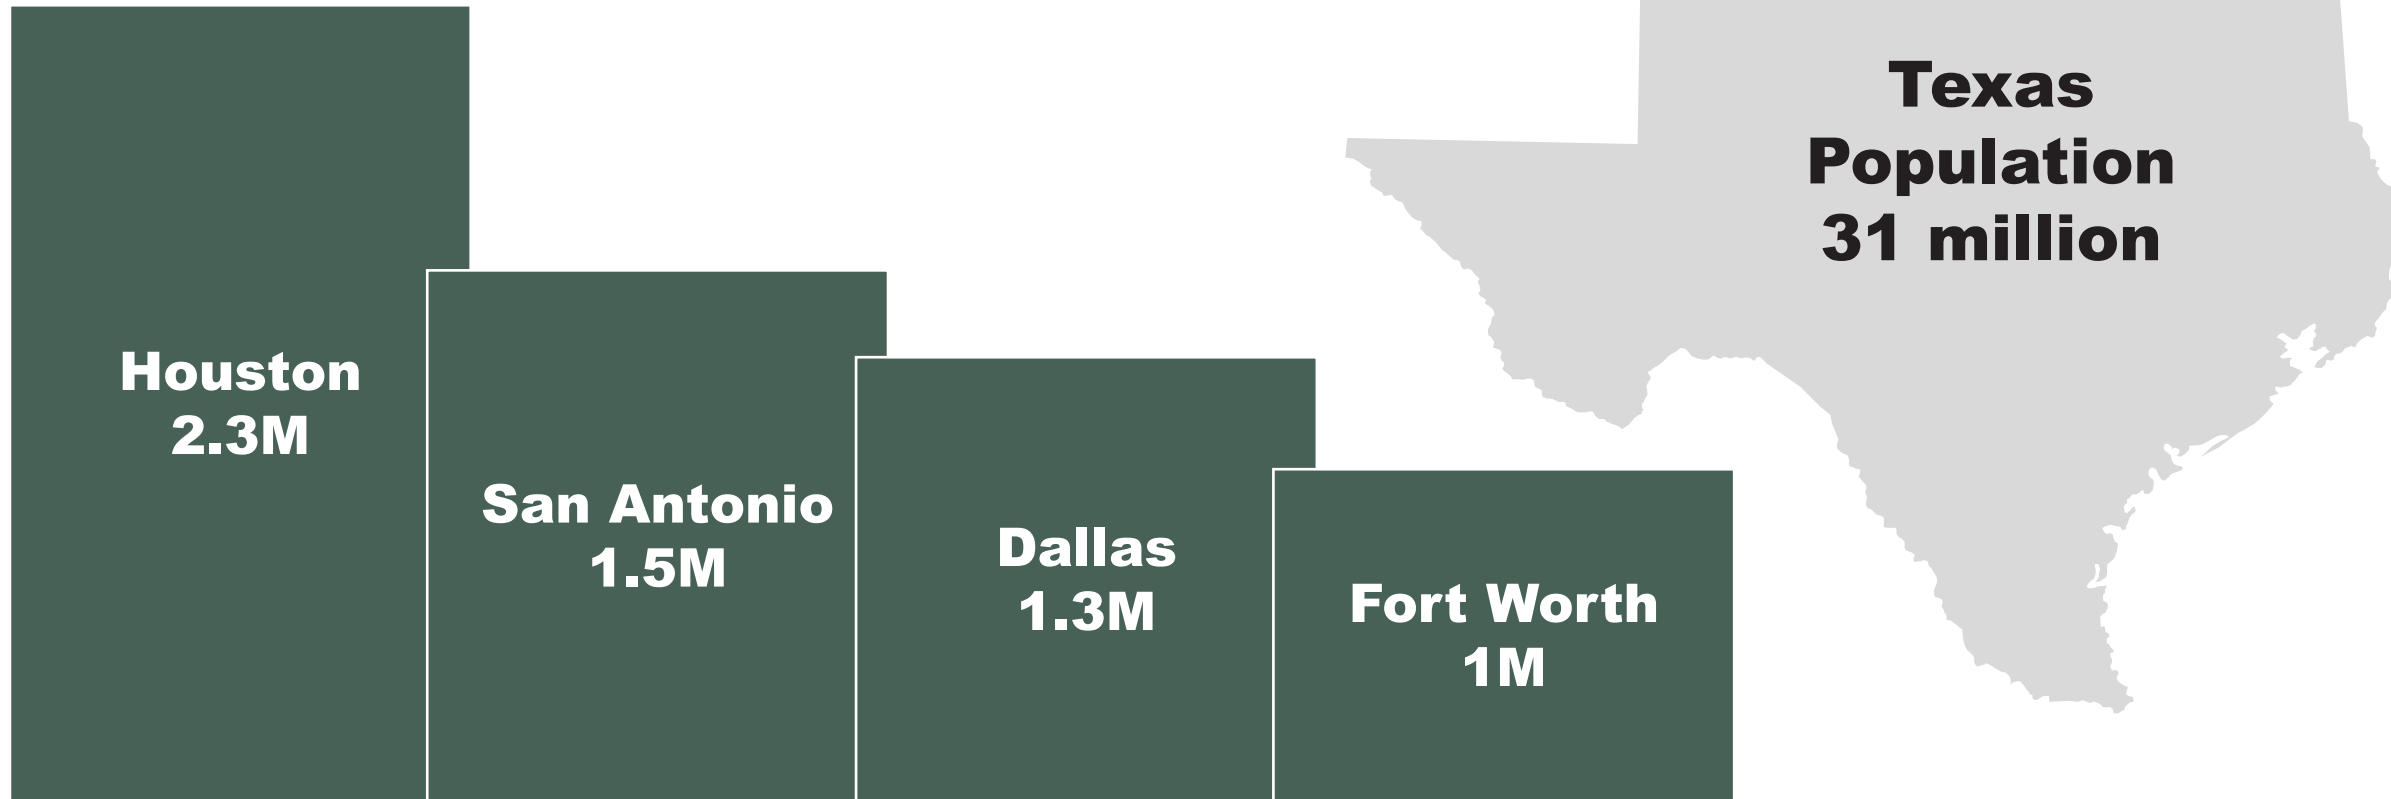 Houston
2.3M
San Antonio
1.5M
Dallas
1.3M
Fort Worth
1M
Texas
Population
31 million